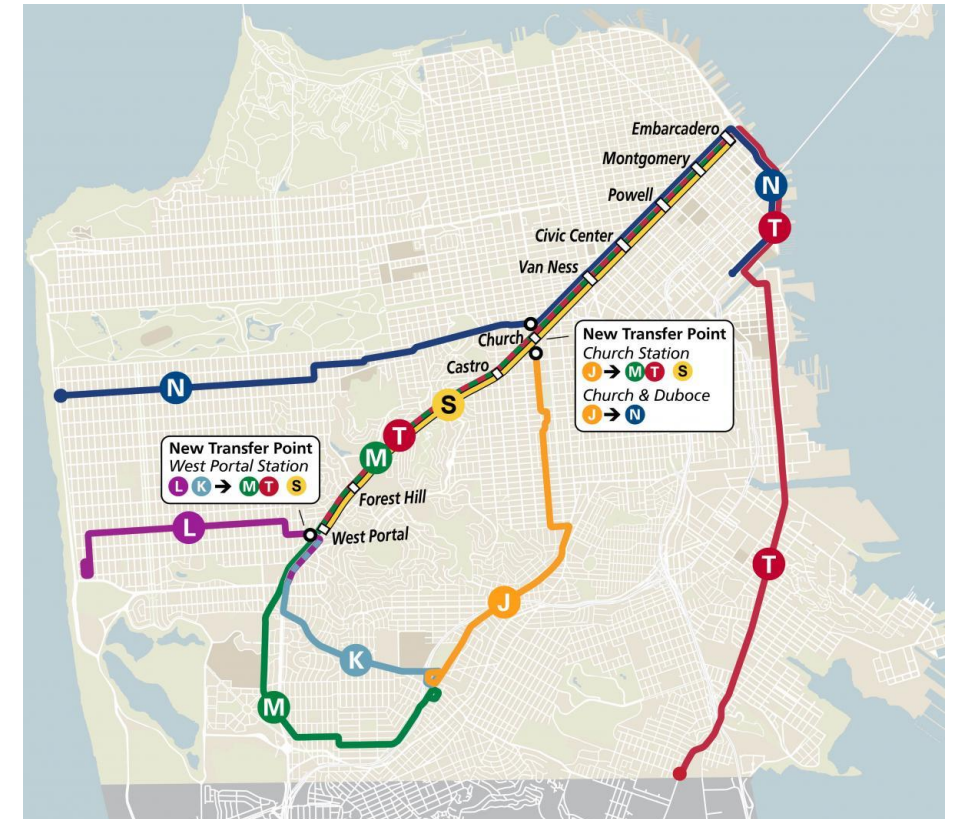 Embarcadero
Montgomery
N
Powell
T
Civic Center
Van Ness
Church
New Transfer Point
Church Station
J → M T S
Church & Duboce
J → N
Castro
N
S
T
M
New Transfer Point
West Portal Station
L K → M T S
Forest Hill
L
West Portal
T
J
K
M